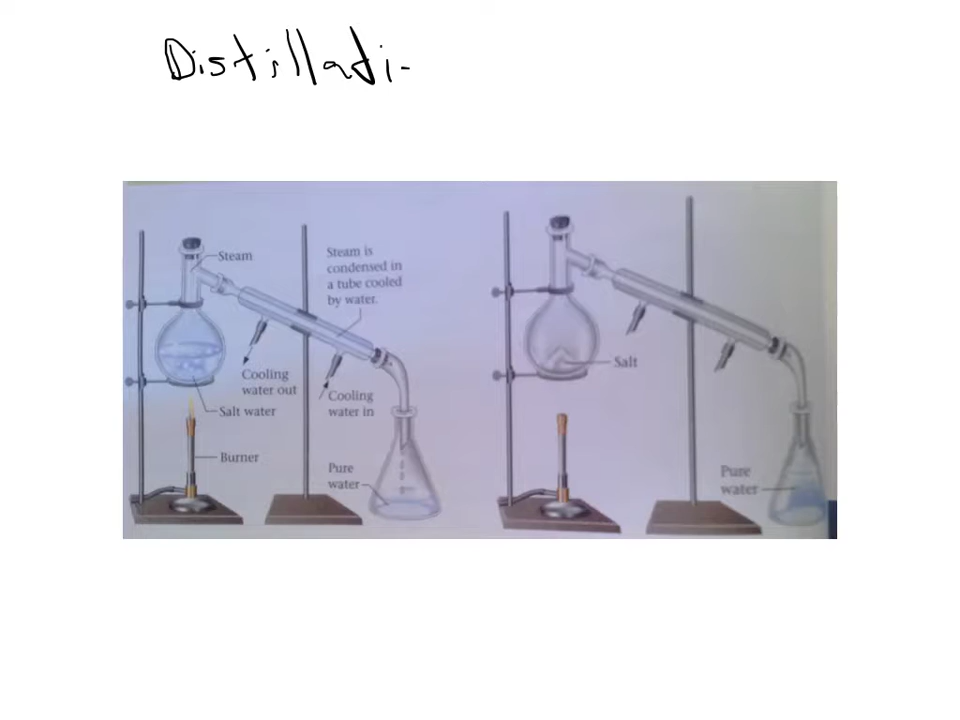 Distillati-
Steam
Steam is
condensed in
a tube cooled
by water.
Cooling
water out
Cooling
water in
Salt water
Burner
Pure
water
Salt
Pure
water